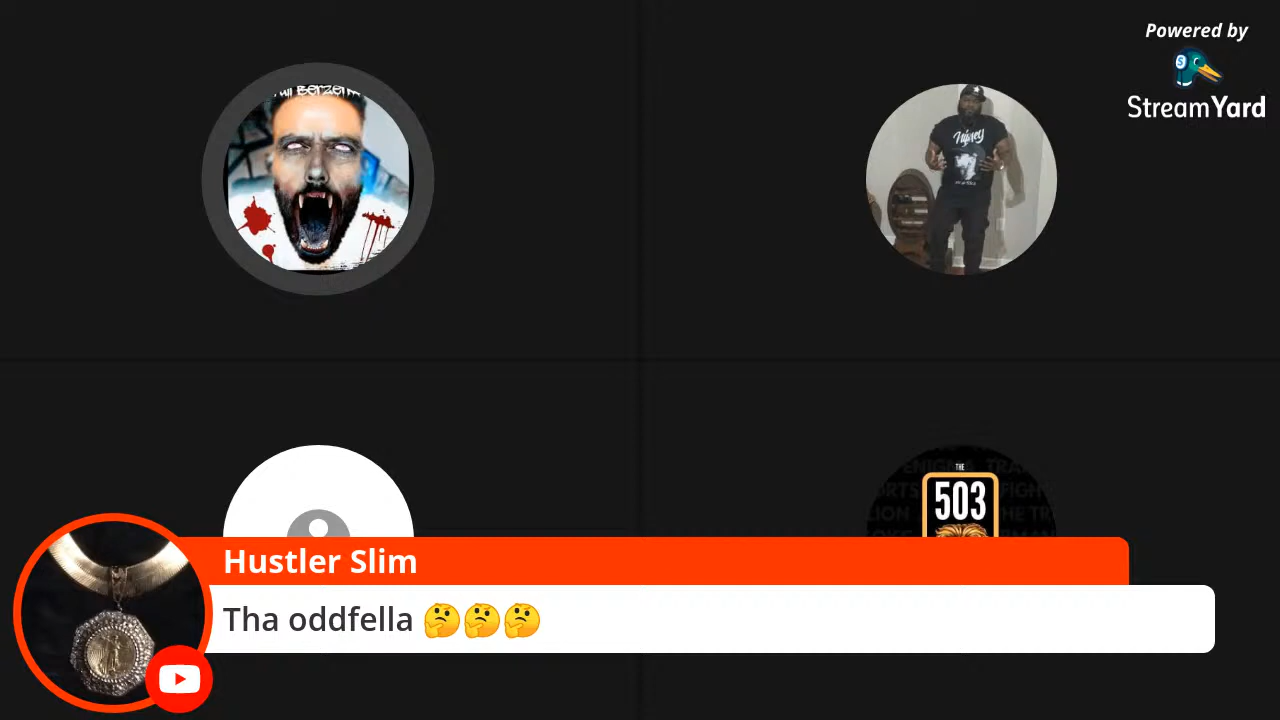 Powered by
StreamYard
THE
503
Hustler Slim
Tha oddfella 🤔🤔🤔